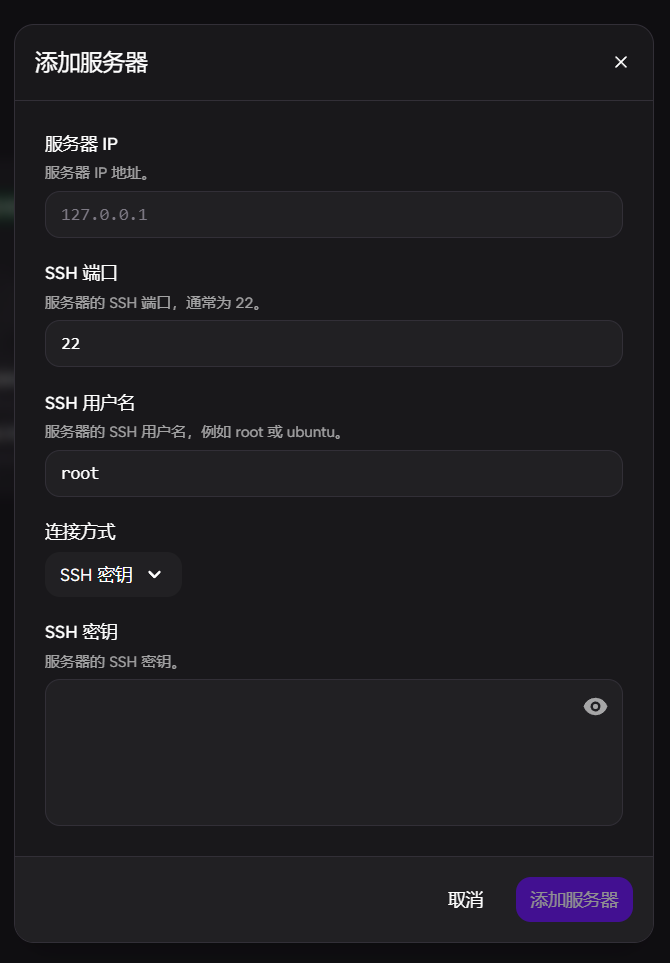 添加服务器
服务器 IP
服务器 IP 地址。
127.0.0.1
SSH 端口
服务器的 SSH 端口，通常为 22。
22
SSH 用户名
服务器的 SSH 用户名，例如 root 或 ubuntu。
root
连接方式
SSH 密钥
SSH 密钥
服务器的 SSH 密钥。
取消
添加服务器